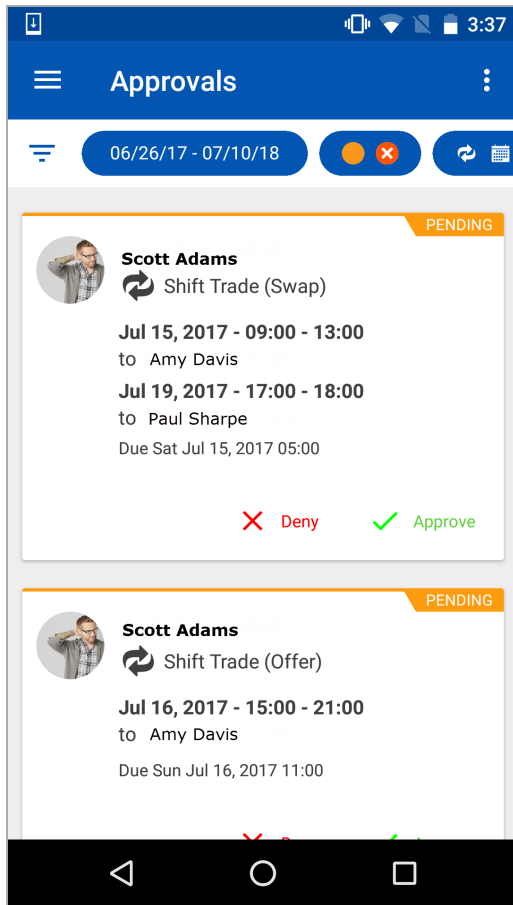 3:37
Approvals
06/26/17 - 07/10/18
PENDING
Scott Adams
Shift Trade (Swap)
Jul 15, 2017 - 09:00 - 13:00
to Amy Davis
Jul 19, 2017 - 17:00 - 18:00
to Paul Sharpe
Due Sat Jul 15, 2017 05:00
Deny Approve
PENDING
Scott Adams
Shift Trade (Offer)
Jul 16, 2017 - 15:00 - 21:00
to Amy Davis
Due Sun Jul 16, 2017 11:00